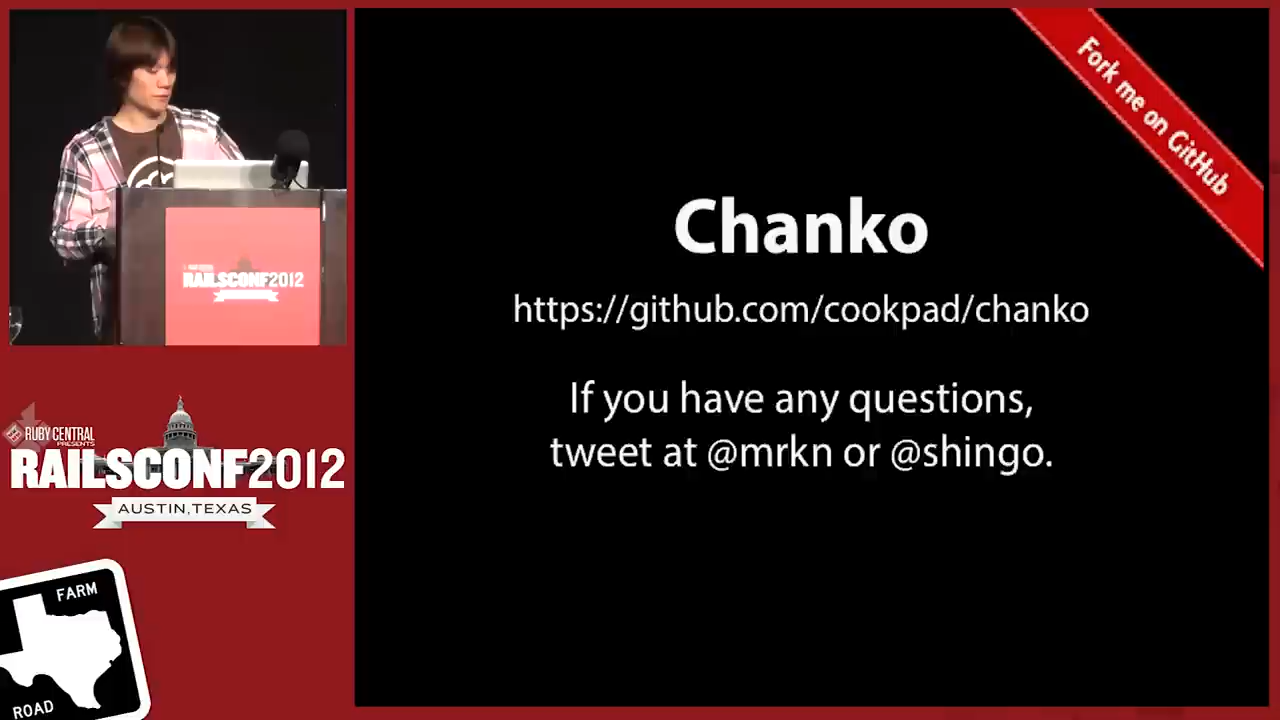 Fork me on GitHub
Chanko
https://github.com/cookpad/chanko
If you have any questions,
tweet at @mrkn or @shingo.
RAILSCONF2012
RUBY CENTRAL
PRESENTS
RAILSCONF2012
AUSTIN, TEXAS
FARM
ROAD